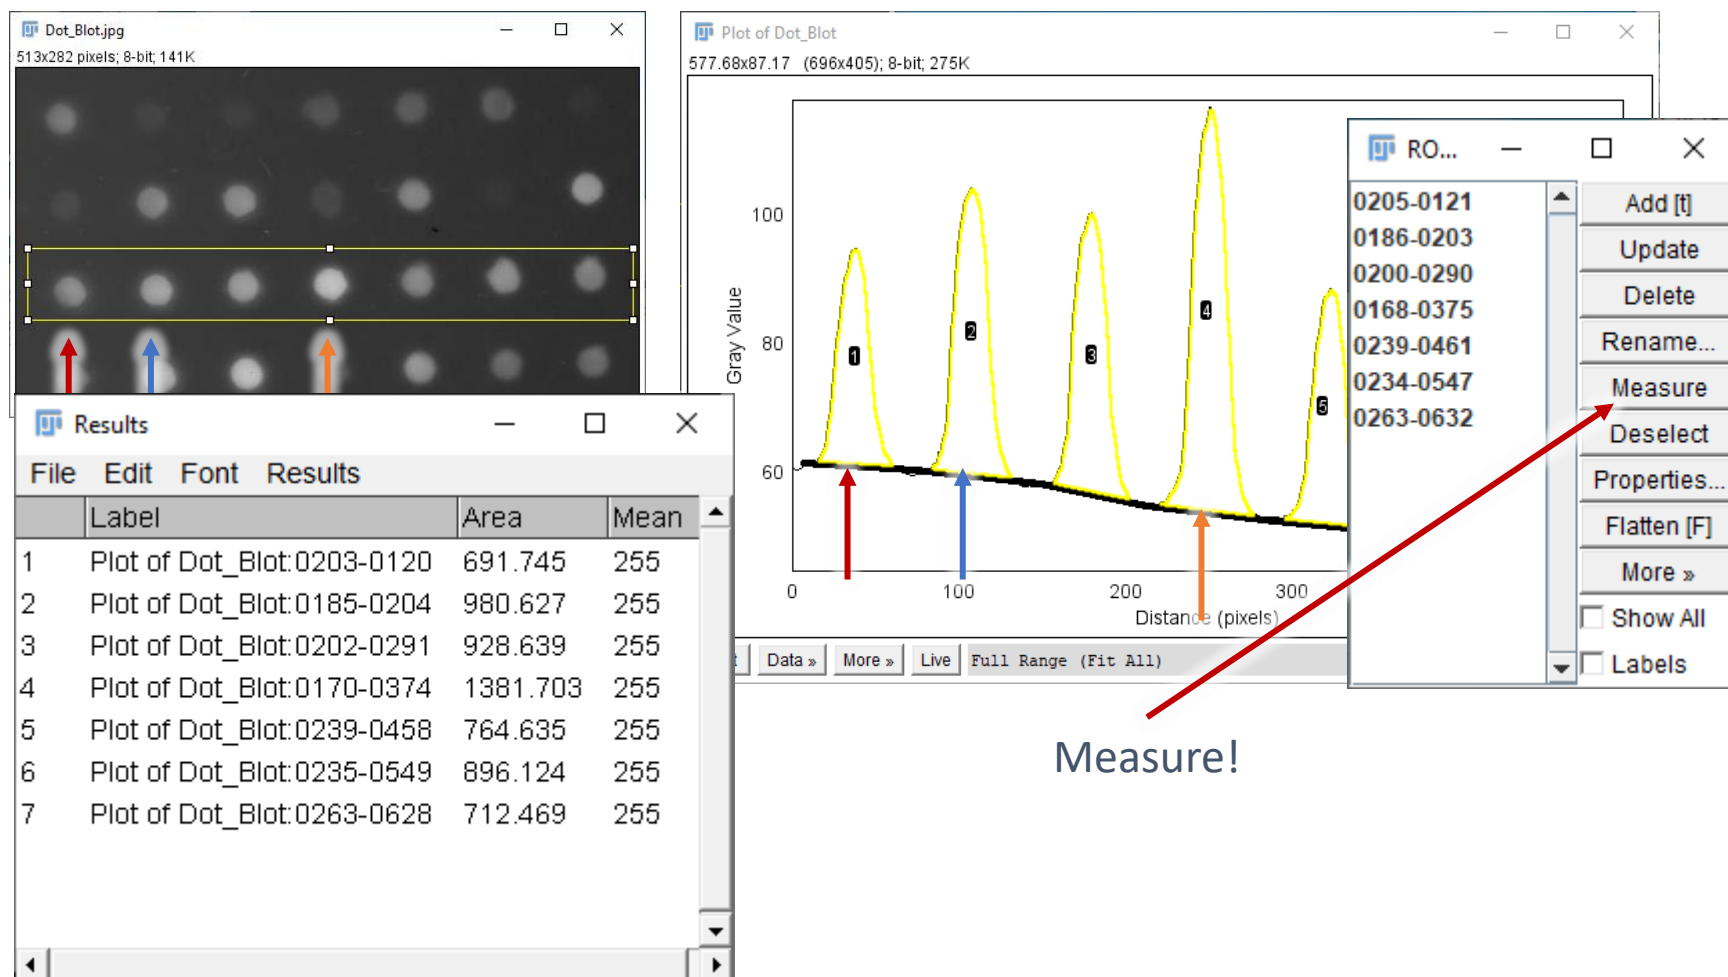 Dot_Blot.jpg
513x282 pixels; 8-bit; 141K
Plot of Dot_Blot
577.68x87.17 (696x405); 8-bit; 275K
100
80
60
Gray Value
1
2
3
4
5
0
100
200
300
Distance (pixels)
Data »
More »
Live
Full Range (Fit All)
RO...
0205-0121
0186-0203
0200-0290
0168-0375
0239-0461
0234-0547
0263-0632
Add [t]
Update
Delete
Rename...
Measure
Deselect
Properties...
Flatten [F]
More »
Show All
Labels
Results
File Edit Font Results
Label Area Mean
1 Plot of Dot_Blot:0203-0120 691.745 255
2 Plot of Dot_Blot:0185-0204 980.627 255
3 Plot of Dot_Blot:0202-0291 928.639 255
4 Plot of Dot_Blot:0170-0374 1381.703 255
5 Plot of Dot_Blot:0239-0458 764.635 255
6 Plot of Dot_Blot:0235-0549 896.124 255
7 Plot of Dot_Blot:0263-0628 712.469 255
Measure!